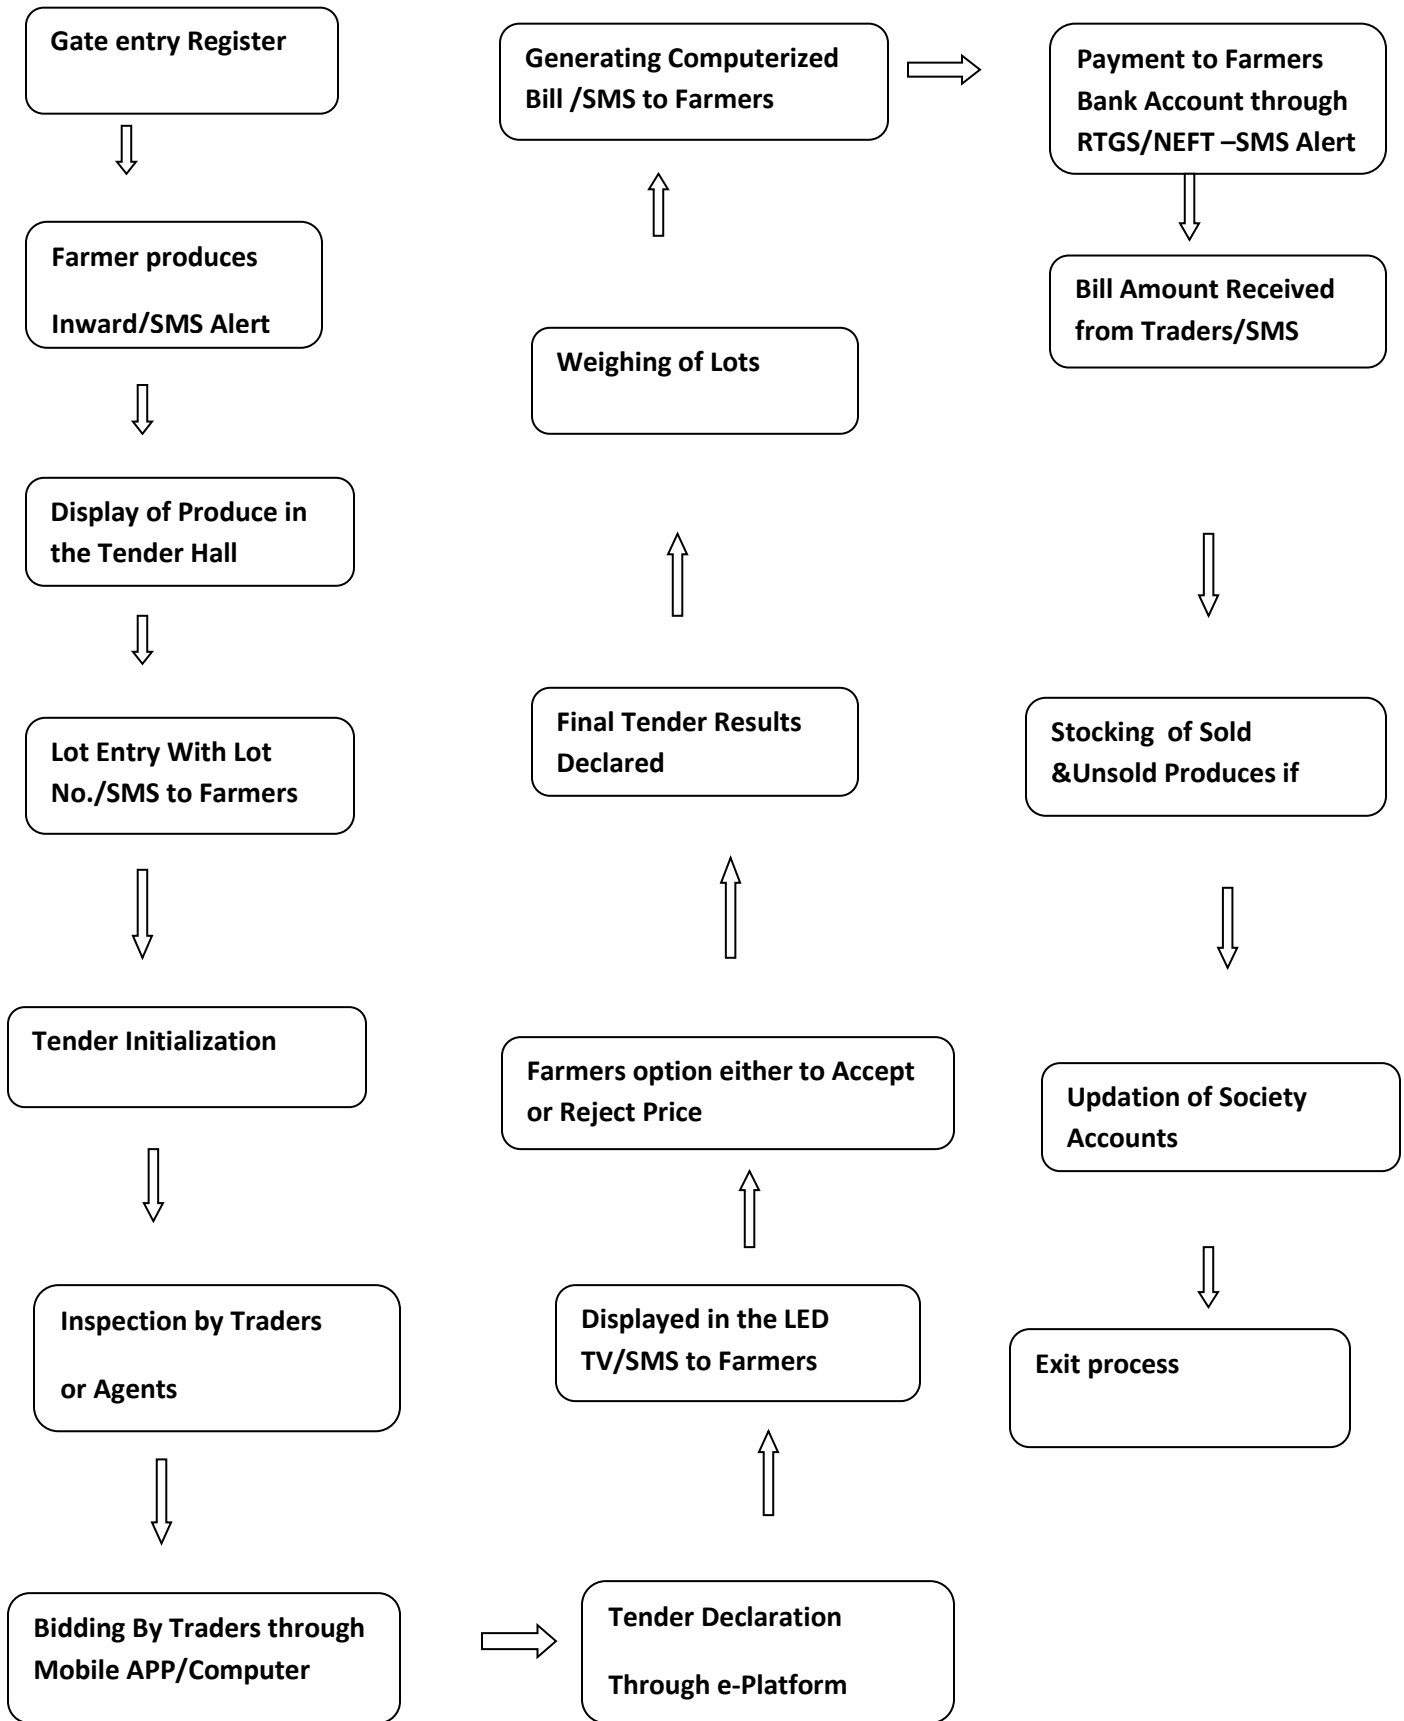 Gate entry Register
Farmer produces
Inward/SMS Alert
Display of Produce in
the Tender Hall
Lot Entry With Lot
No./SMS to Farmers
Tender Initialization
Inspection by Traders
or Agents
Bidding By Traders through
Mobile APP/Computer
Tender Declaration
Through e-Platform
Displayed in the LED
TV/SMS to Farmers
Farmers option either to Accept
or Reject Price
Final Tender Results
Declared
Weighing of Lots
Generating Computerized
Bill /SMS to Farmers
Payment to Farmers
Bank Account through
RTGS/NEFT –SMS Alert
Bill Amount Received
from Traders/SMS
Stocking of Sold
&Unsold Produces if
Updation of Society
Accounts
Exit process